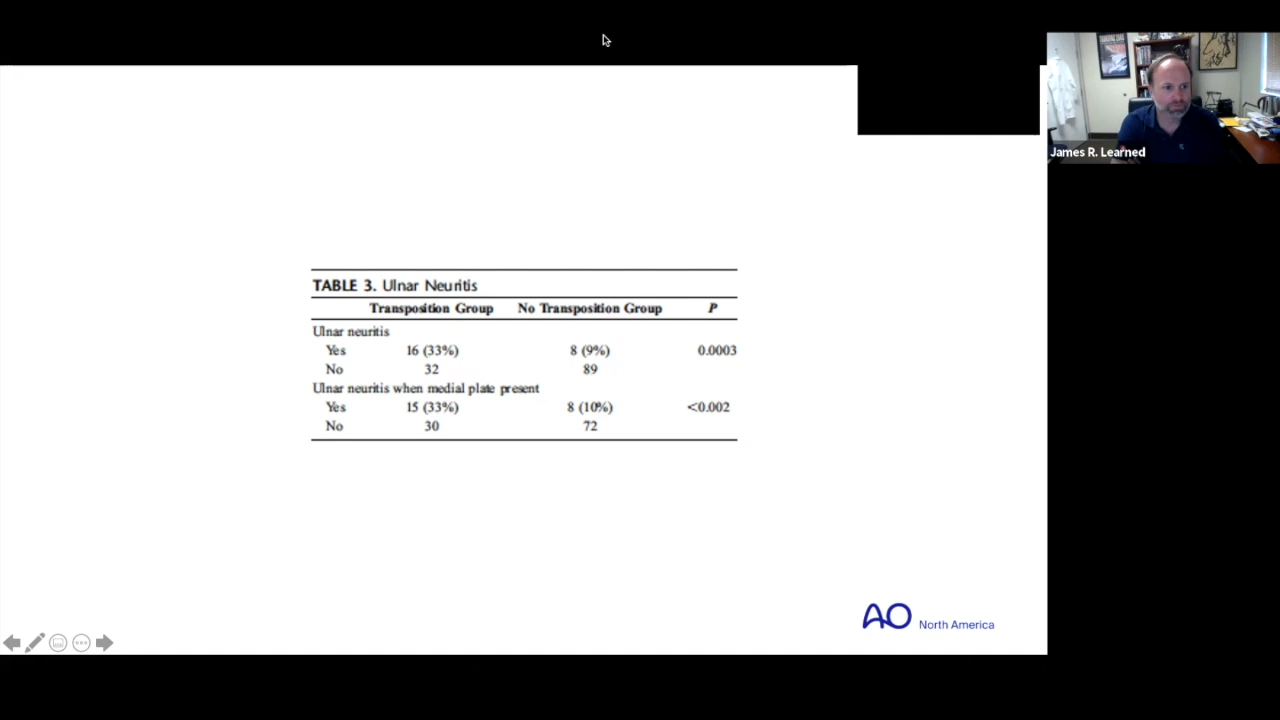 James R. Learned
TABLE 3. Ulnar Neuritis
Transposition Group No Transposition Group P
Ulnar neuritis
Yes 16 (33%) 8 (9%) 0.0003
No 32 89
Ulnar neuritis when medial plate present
Yes 15 (33%) 8 (10%) <0.002
No 30 72
AO North America